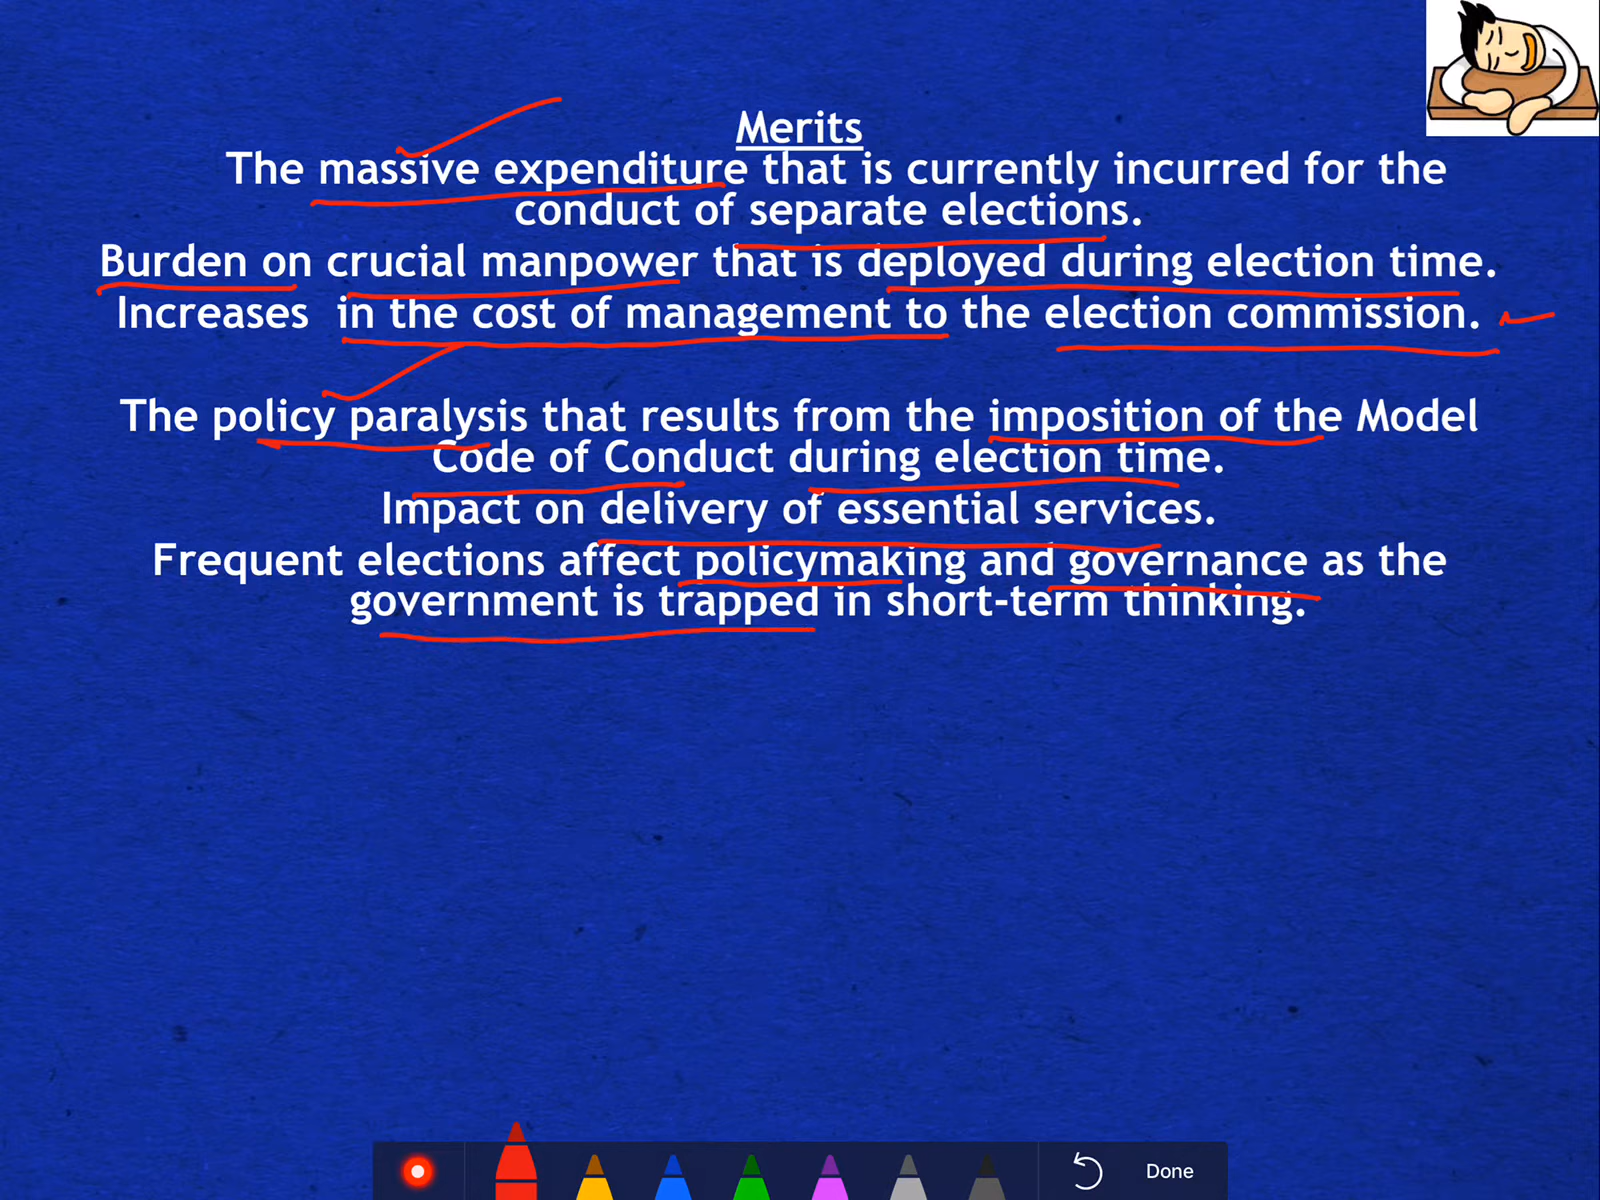 Merits
The massive expenditure that is currently incurred for the
conduct of separate elections.
Burden on crucial manpower that is deployed during election time.
Increases in the cost of management to the election commission.
The policy paralysis that results from the imposition of the Model
Code of Conduct during election time.
Impact on delivery of essential services.
Frequent elections affect policymaking and governance as the
government is trapped in short-term thinking.
Done